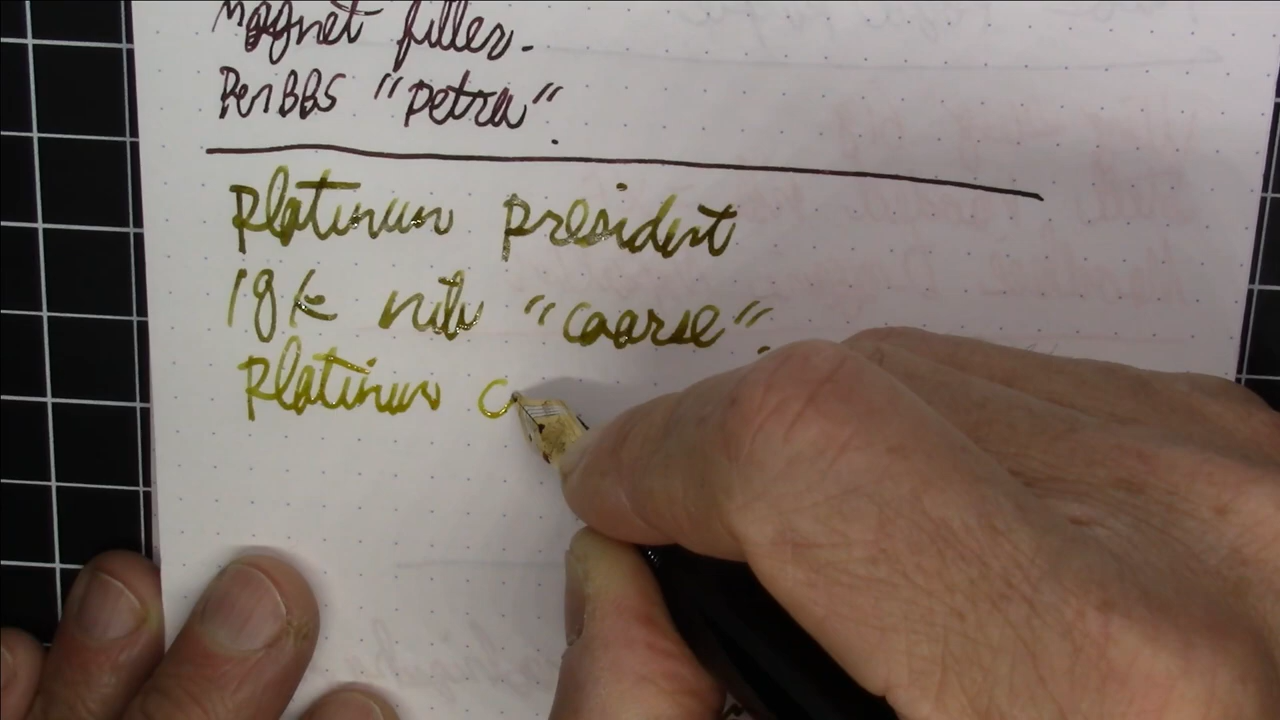 Magnet filler.
PenBBS "Petra".
Platinum President
18k nib "coarse".
Platinum C